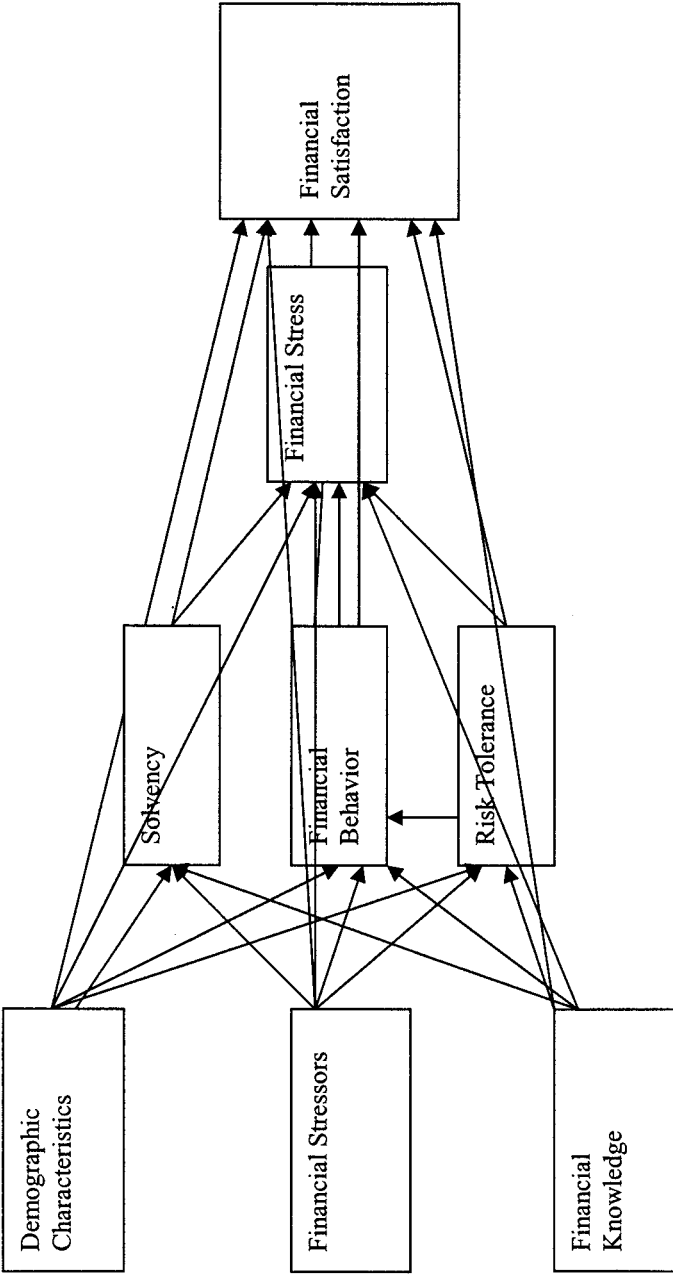 Demographic
Characteristics
Financial Stressors
Financial
Knowledge
Solvency
Financial
Behavior
Risk Tolerance
Financial Stress
Financial
Satisfaction